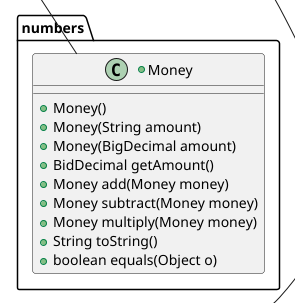 numbers
C Money
Money()
Money(String amount)
Money(BigDecimal amount)
BidDecimal getAmount()
Money add(Money money)
Money subtract(Money money)
Money multiply(Money money)
String toString()
boolean equals(Object o)